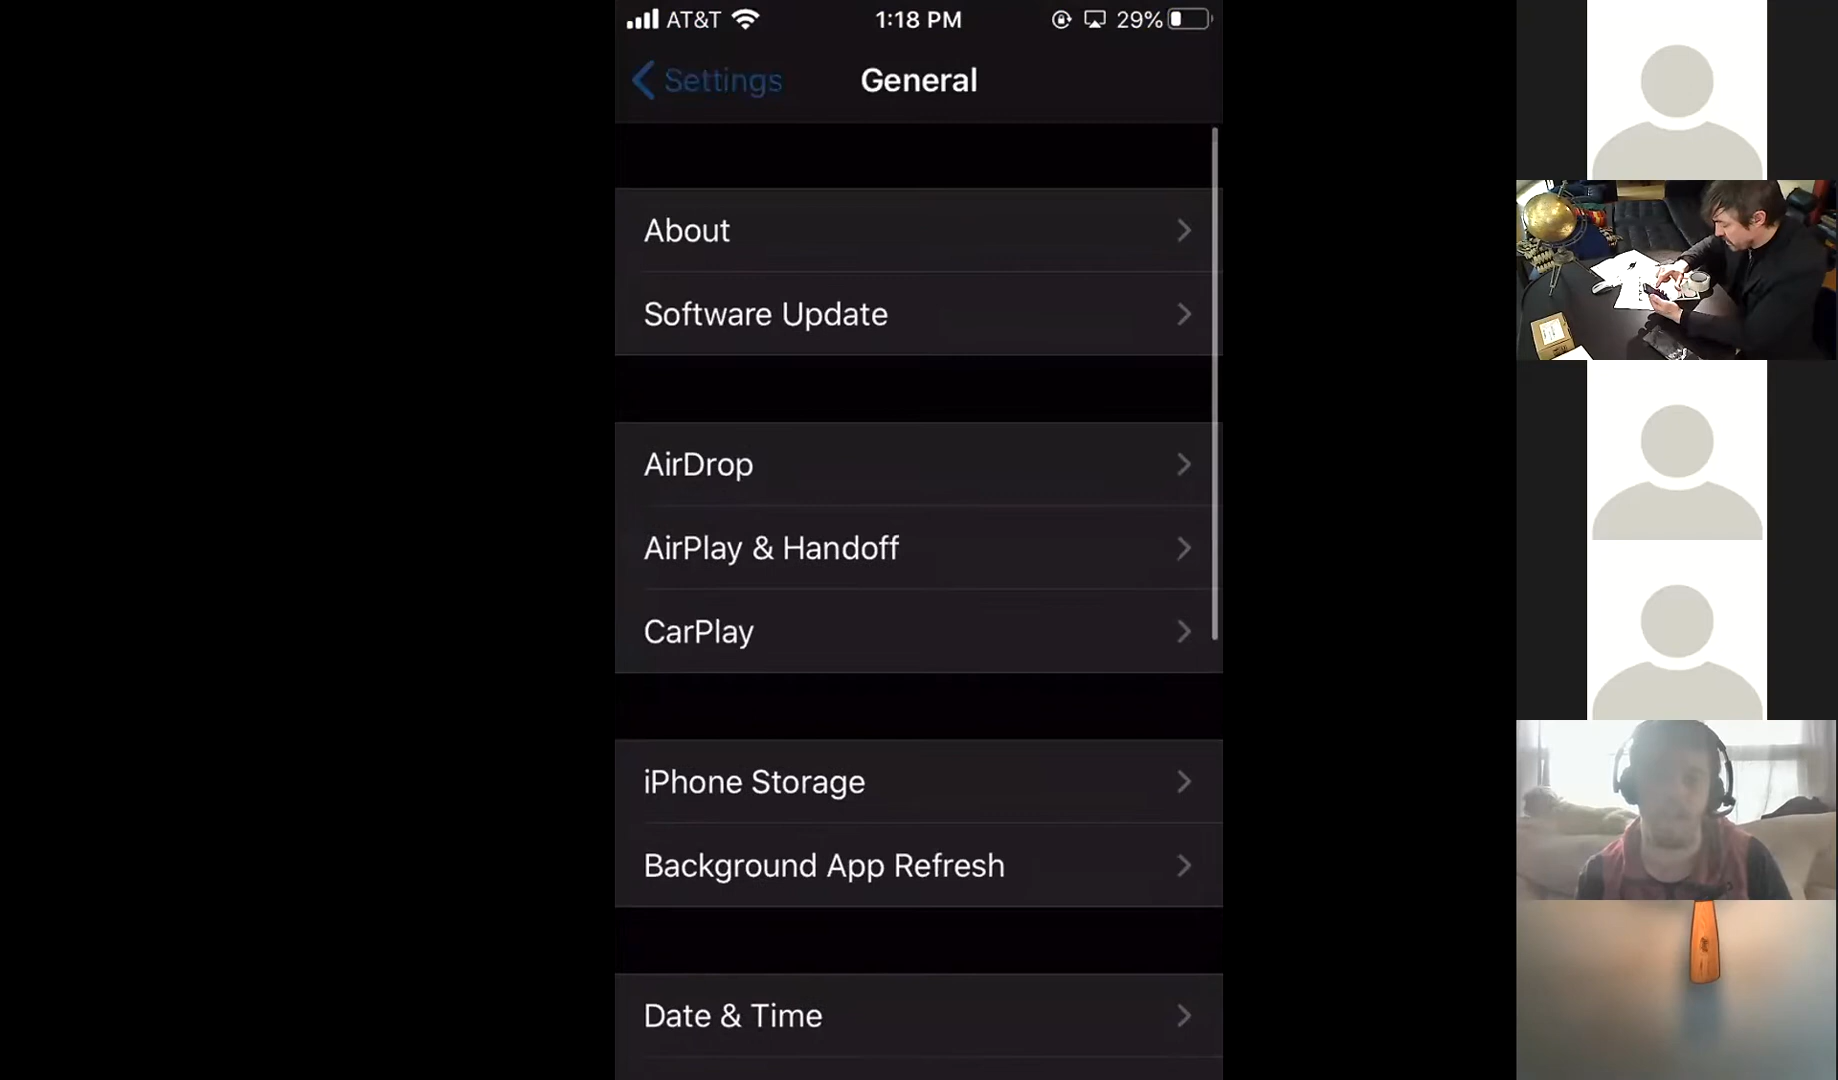 AT&T 1:18 PM 29%
Settings General
About
Software Update
AirDrop
AirPlay & Handoff
CarPlay
iPhone Storage
Background App Refresh
Date & Time